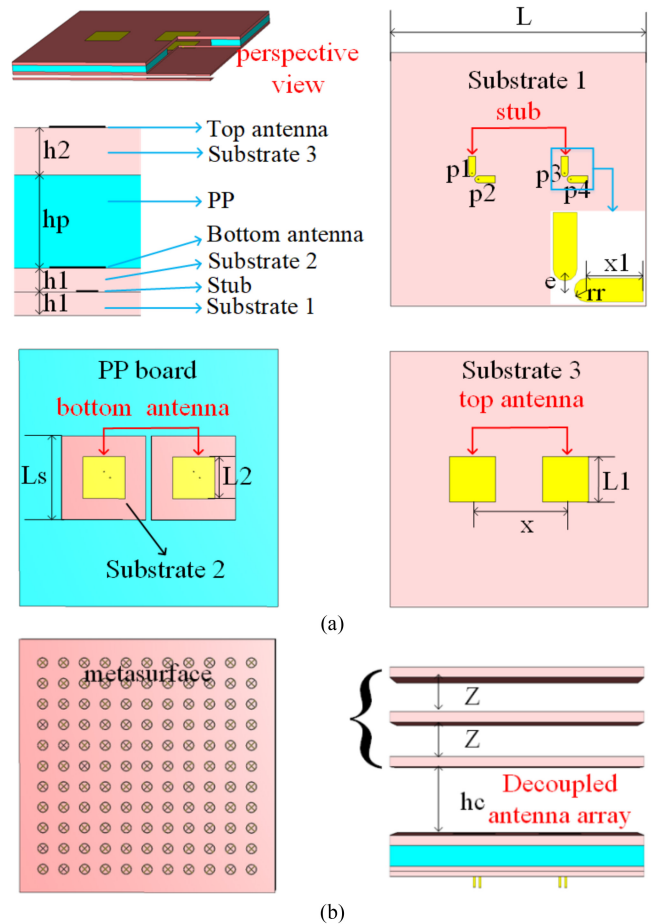 perspective
view
Top antenna
h2
Substrate 3
hp
PP
Bottom antenna
Substrate 2
h1
Stub
h1
Substrate 1
L
Substrate 1
stub
p1
p2
p3
p4
x1
e
rr
PP board
bottom antenna
Ls
L2
Substrate 2
Substrate 3
top antenna
L1
x
(a)
metasurface
Z
Z
hc
Decoupled
antenna array
(b)